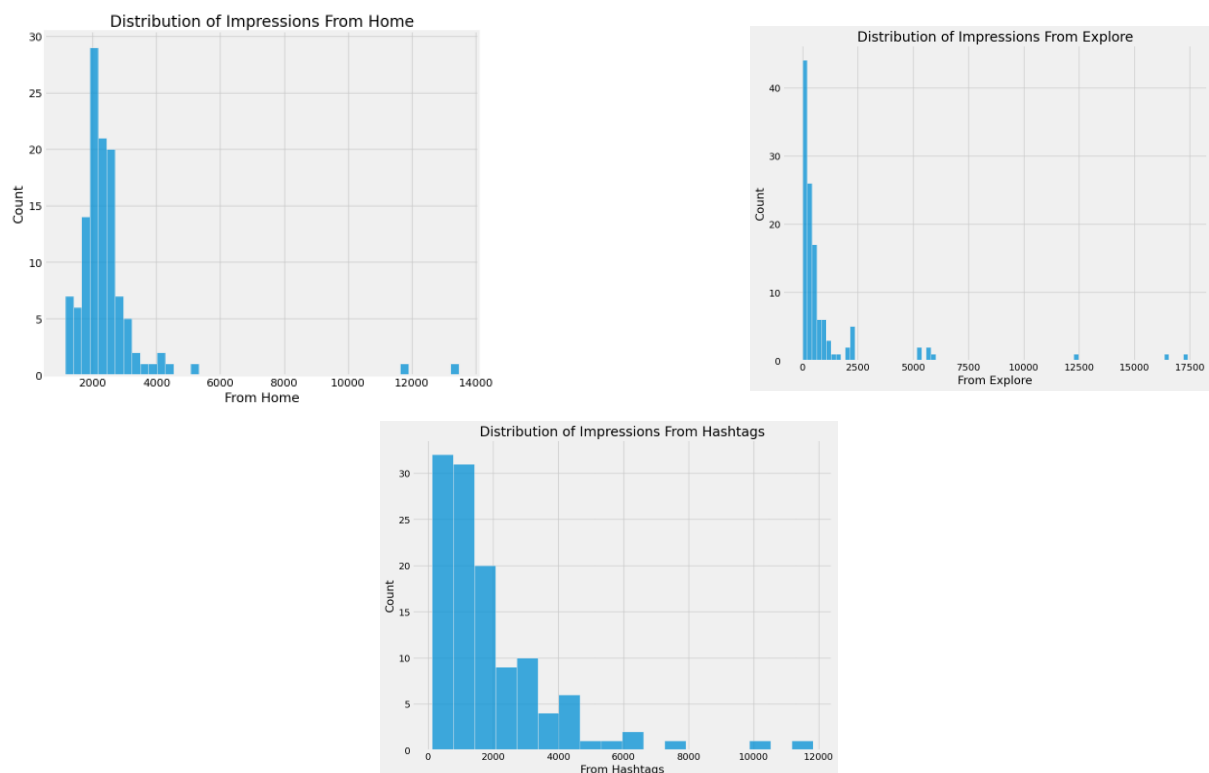 Distribution of Impressions From Home
30
25
20
15
10
5
0
Count
2000 4000 6000 8000 10000 12000 14000
From Home
Distribution of Impressions From Explore
40
30
20
10
0
Count
0 2500 5000 7500 10000 12500 15000 17500
From Explore
Distribution of Impressions From Hashtags
30
25
20
15
10
5
0
Count
0 2000 4000 6000 8000 10000 12000
From Hashtags